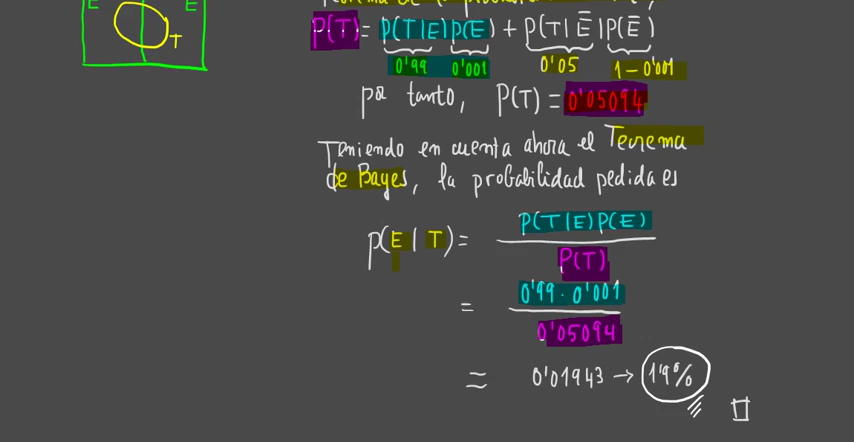 E E
T
P(T) = P(T|E) P(E) + P(T|E̅) P(E̅)
0'99 0'001 0'05 1-0'001
por tanto, P(T) = 0'05094
Teniendo en cuenta ahora el Teorema
de Bayes, la probabilidad pedida es
P(E|T) = P(T|E) P(E)
P(T)
= 0'99 · 0'001
0'05094
≈ 0'01943 → 1'9%